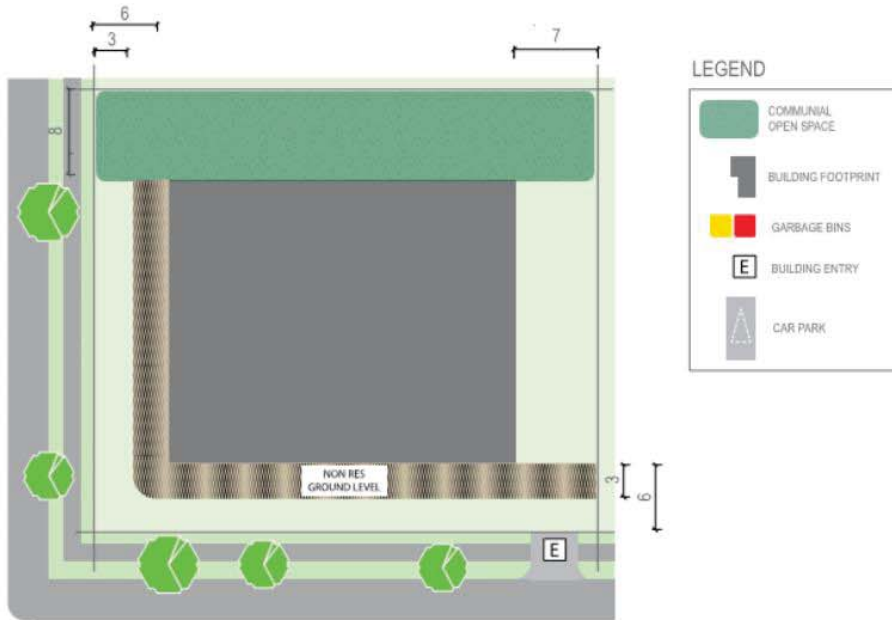 6
3
7
8
LEGEND
COMMUNIAL
OPEN SPACE
BUILDING FOOTPRINT
GARBAGE BINS
E
BUILDING ENTRY
CAR PARK
NON RES
GROUND LEVEL
3
6
E